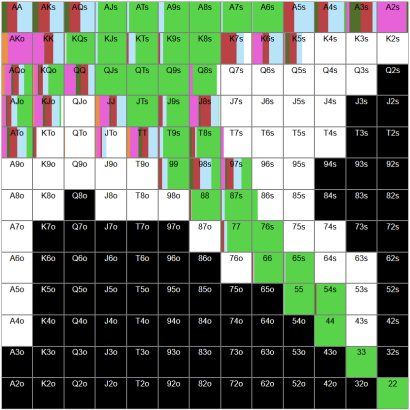 AA AKs AQs AJs ATs A9s A8s A7s A6s A5s A4s A3s A2s
AKo KK KQs KJs KTs K9s K8s K7s K6s K5s K4s K3s K2s
AQo KQo QQ QJs QTs Q9s Q8s Q7s Q6s Q5s Q4s Q3s Q2s
AJo KJo QJo JJ JTs J9s J8s J7s J6s J5s J4s J3s J2s
ATo KTo QTo JTo TT T9s T8s T7s T6s T5s T4s T3s T2s
A9o K9o Q9o J9o T9o 99 98s 97s 96s 95s 94s 93s 92s
A8o K8o Q8o J8o T8o 98o 88 87s 86s 85s 84s 83s 82s
A7o K7o Q7o J7o T7o 97o 87o 77 76s 75s 74s 73s 72s
A6o K6o Q6o J6o T6o 96o 86o 76o 66 65s 64s 63s 62s
A5o K5o Q5o J5o T5o 95o 85o 75o 65o 55 54s 53s 52s
A4o K4o Q4o J4o T4o 94o 84o 74o 64o 54o 44 43s 42s
A3o K3o Q3o J3o T3o 93o 83o 73o 63o 53o 43o 33 32s
A2o K2o Q2o J2o T2o 92o 82o 72o 62o 52o 42o 32o 22